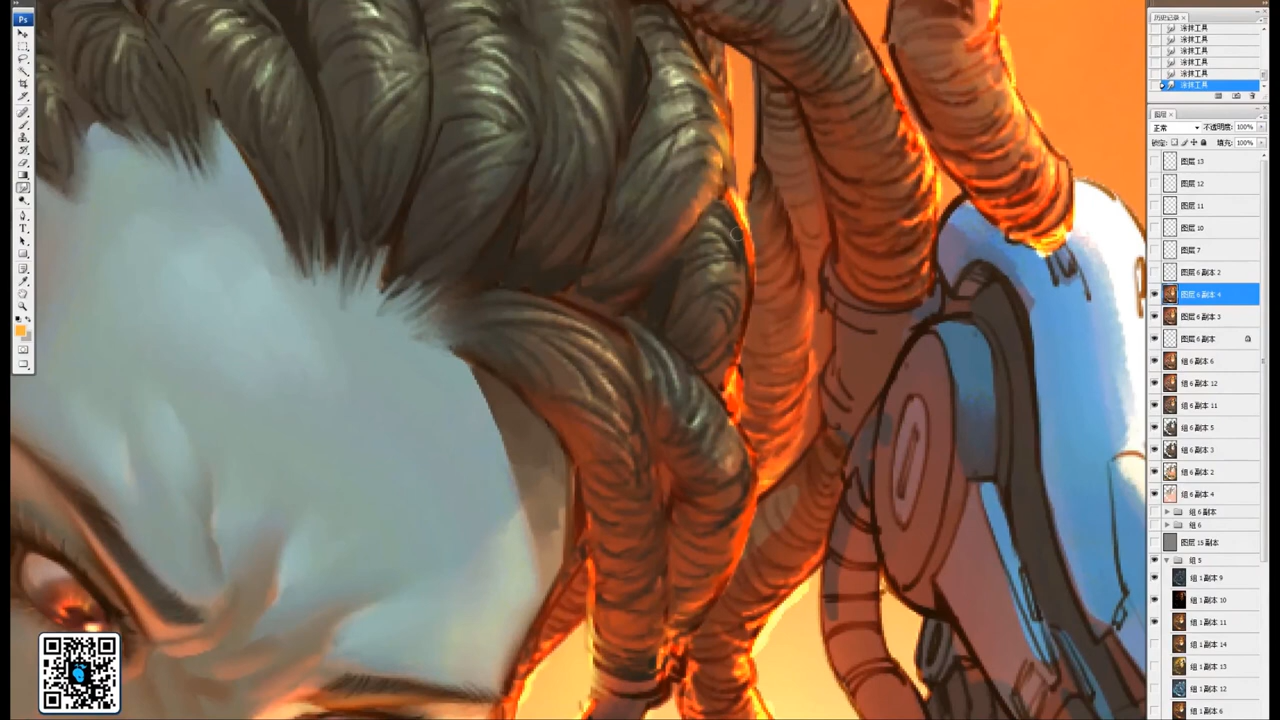 Ps
历史记录 ×
涂抹工具
涂抹工具
涂抹工具
涂抹工具
涂抹工具
涂抹工具
图层 ×
正常 不透明度: 100%
锁定: 填充: 100%
图层 13
图层 12
图层 11
图层 10
图层 7
图层 6 副本 2
图层 6 副本 4
图层 6 副本 3
图层 6 副本
组 6 副本 6
组 6 副本 12
组 6 副本 11
组 6 副本 5
组 6 副本 3
组 6 副本 2
组 6 副本 4
组 6 副本
组 6
图层 15 副本
组 5
组 1 副本 9
组 1 副本 10
组 1 副本 11
组 1 副本 14
组 1 副本 13
组 1 副本 12
组 1 副本 6